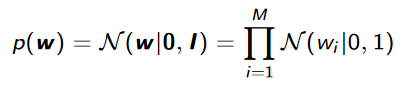 p(w) = 𝒩(w|0, I) = ∏_{i=1}^{M} 𝒩(w_i|0, 1)